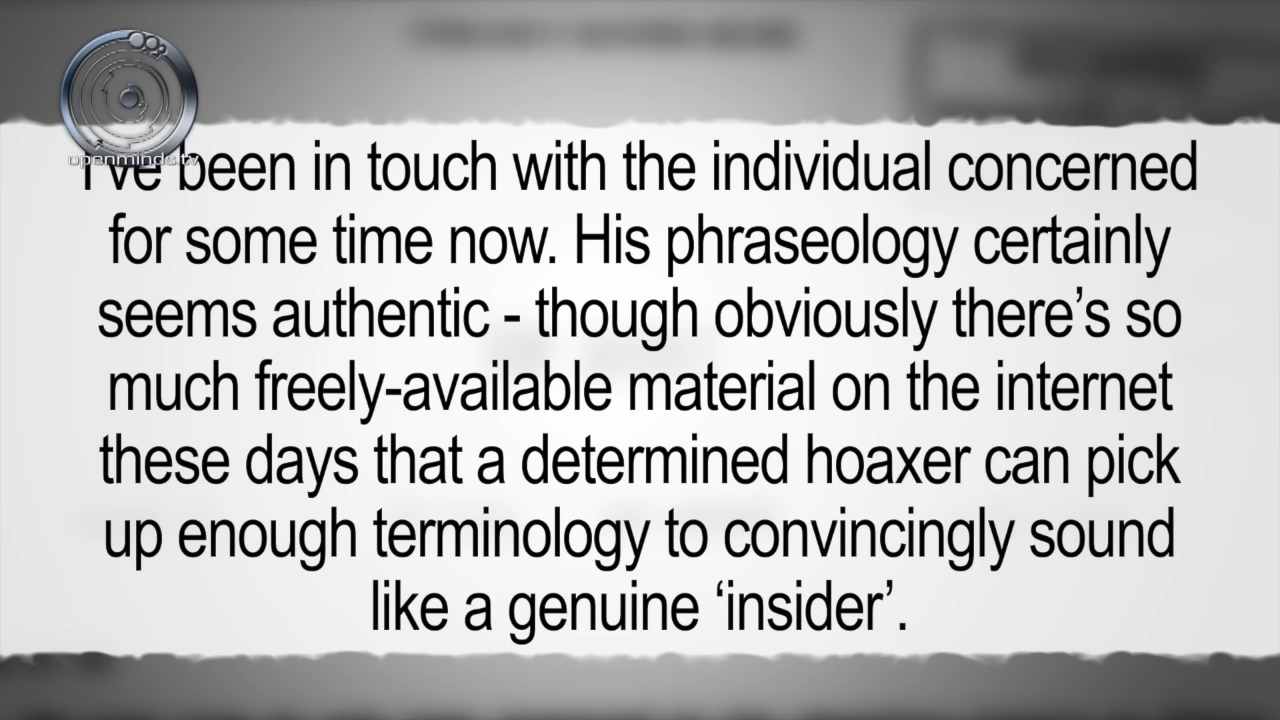 openminds.tv
I've been in touch with the individual concerned
for some time now. His phraseology certainly
seems authentic - though obviously there’s so
much freely-available material on the internet
these days that a determined hoaxer can pick
up enough terminology to convincingly sound
like a genuine ‘insider’.